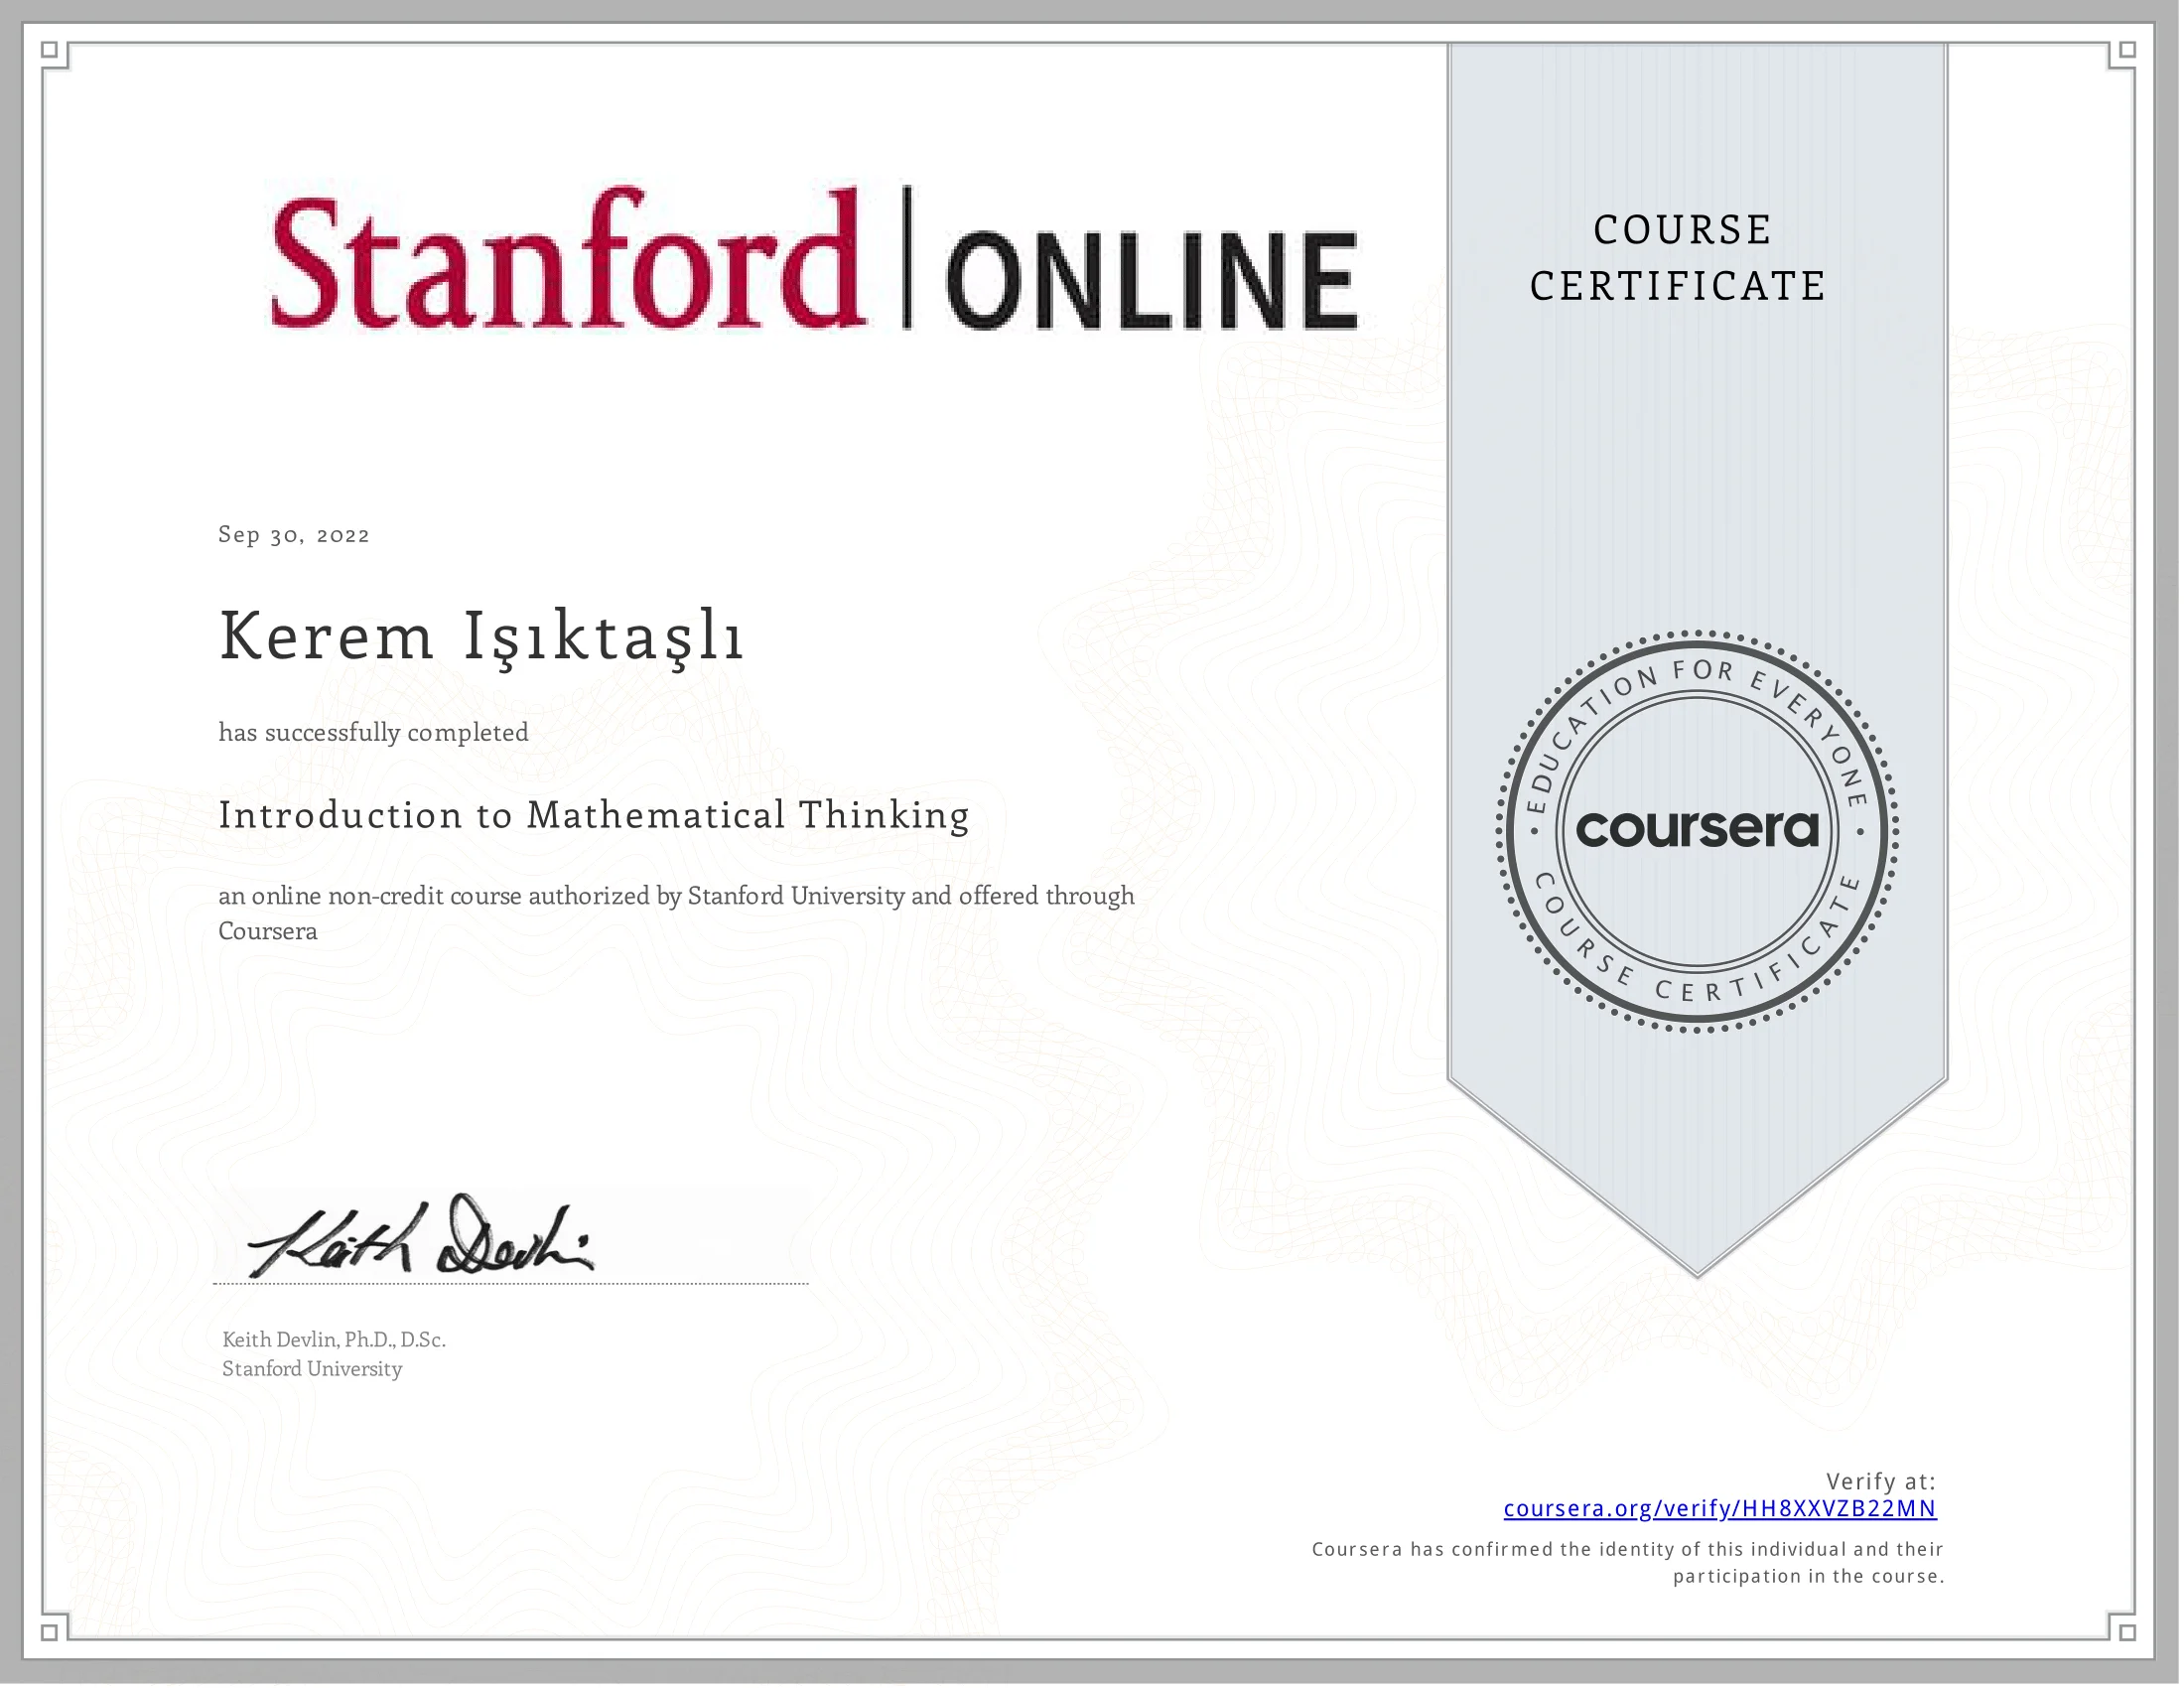 Stanford | ONLINE
COURSE
CERTIFICATE
Sep 30, 2022
Kerem Işıktaşlı
has successfully completed
Introduction to Mathematical Thinking
an online non-credit course authorized by Stanford University and offered through
Coursera
EDUCATION FOR EVERYONE
coursera
COURSE CERTIFICATE
Keith Devlin
Keith Devlin, Ph.D., D.Sc.
Stanford University
Verify at:
coursera.org/verify/HH8XXVZB22MN
Coursera has confirmed the identity of this individual and their
participation in the course.